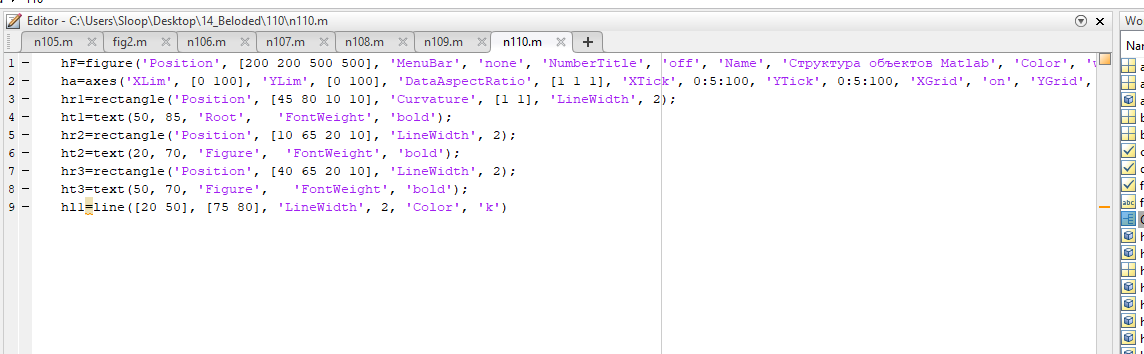 Editor - C:\Users\Sloop\Desktop\14_Beloded\110\n110.m
Wo
n105.m fig2.m n106.m n107.m n108.m n109.m n110.m +
Nar
1 – hF=figure('Position', [200 200 500 500], 'MenuBar', 'none', 'NumberTitle', 'off', 'Name', 'Структура объектов Matlab', 'Color', '
2 – ha=axes('XLim', [0 100], 'YLim', [0 100], 'DataAspectRatio', [1 1 1], 'XTick', 0:5:100, 'YTick', 0:5:100, 'XGrid', 'on', 'YGrid',
3 – hr1=rectangle('Position', [45 80 10 10], 'Curvature', [1 1], 'LineWidth', 2);
4 – ht1=text(50, 85, 'Root', 'FontWeight', 'bold');
5 – hr2=rectangle('Position', [10 65 20 10], 'LineWidth', 2);
6 – ht2=text(20, 70, 'Figure', 'FontWeight', 'bold');
7 – hr3=rectangle('Position', [40 65 20 10], 'LineWidth', 2);
8 – ht3=text(50, 70, 'Figure', 'FontWeight', 'bold');
9 – hl1=line([20 50], [75 80], 'LineWidth', 2, 'Color', 'k')